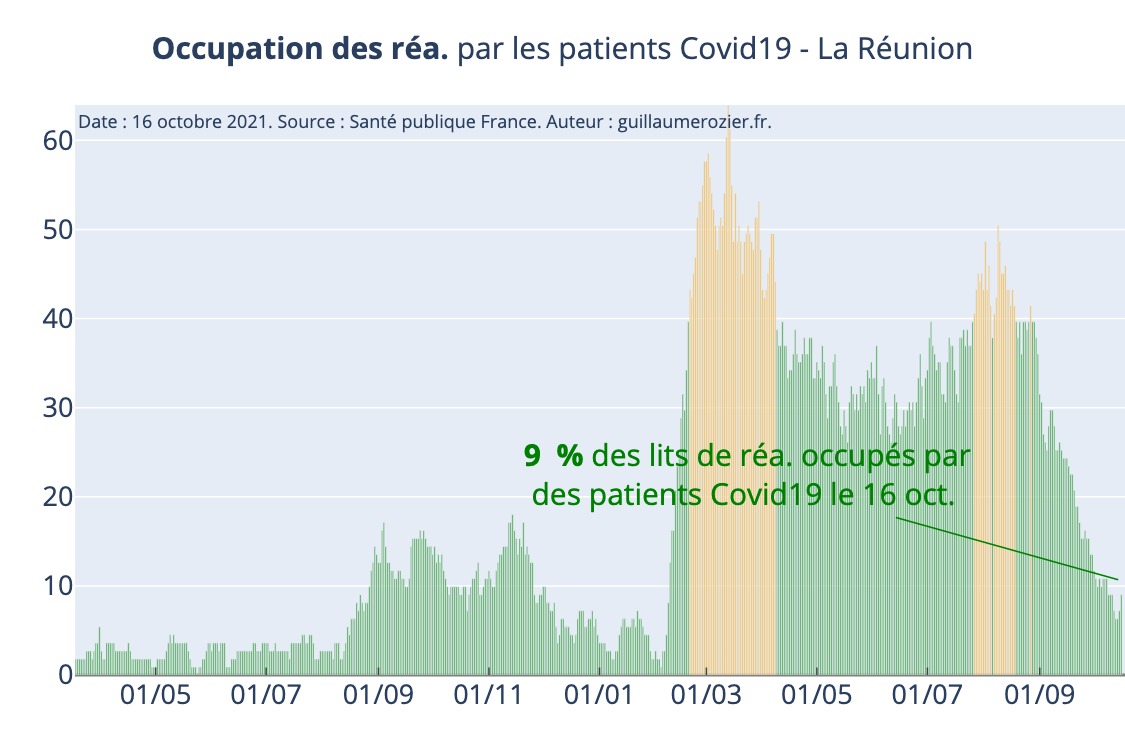 Occupation des réa. par les patients Covid19 - La Réunion
Date : 16 octobre 2021. Source : Santé publique France. Auteur : guillaumerozier.fr.
60
50
40
30
9 % des lits de réa. occupés par
des patients Covid19 le 16 oct.
20
10
0
01/05 01/07 01/09 01/11 01/01 01/03 01/05 01/07 01/09